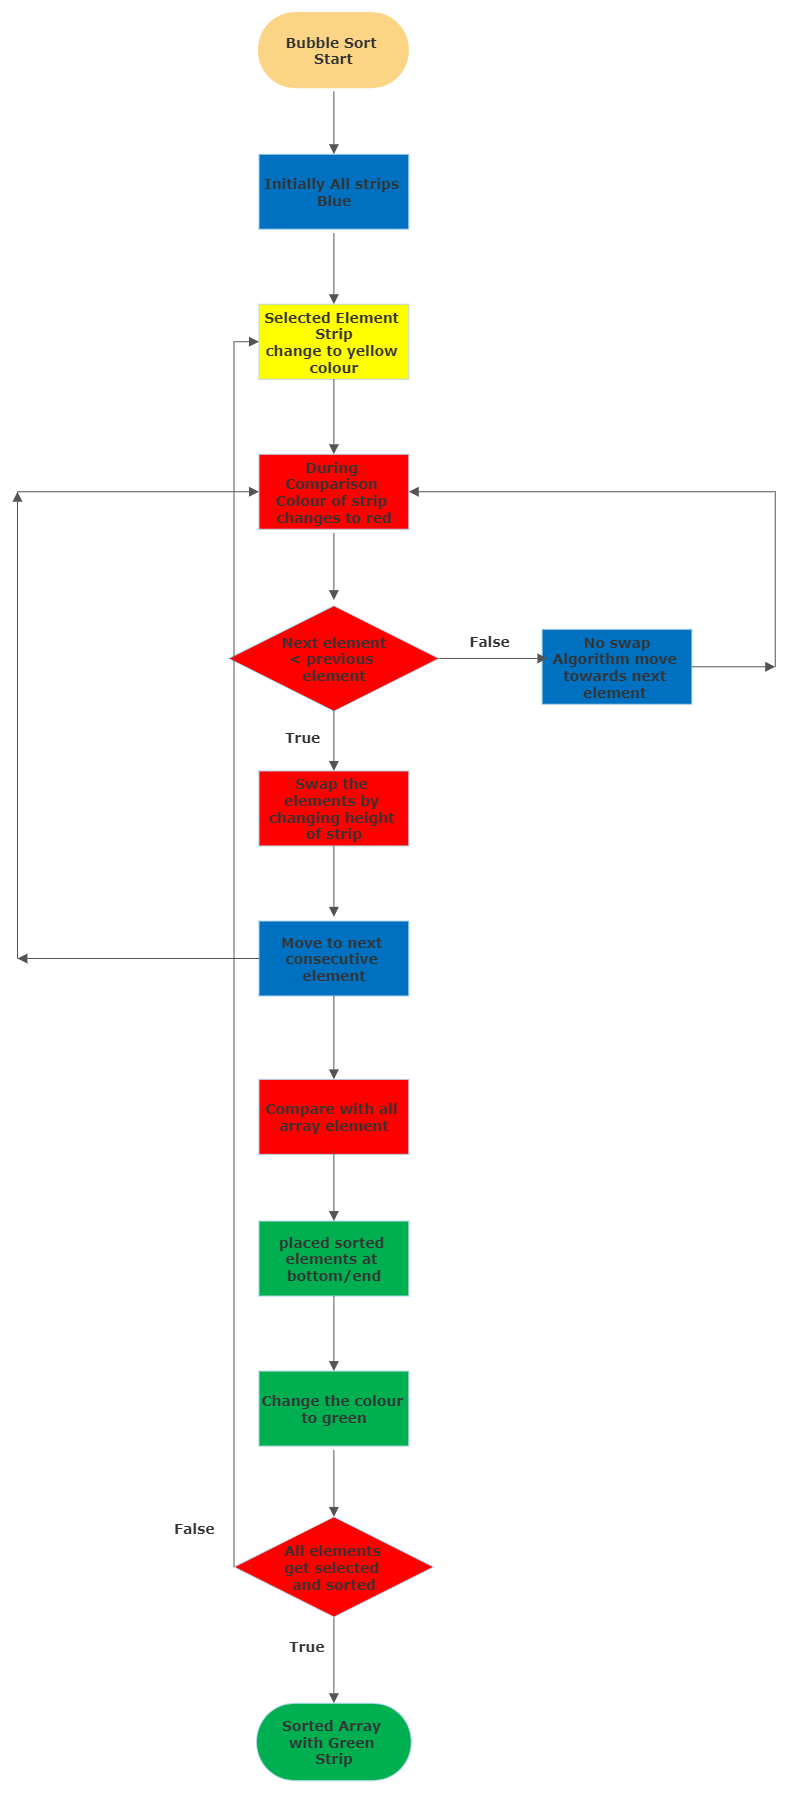 Bubble Sort
Start
Initially All strips
Blue
Selected Element
Strip
change to yellow
colour
During
Comparison
Colour of strip
changes to red
Next element
< previous
element
False
No swap
Algorithm move
towards next
element
True
Swap the
elements by
changing height
of strip
Move to next
consecutive
element
Compare with all
array element
placed sorted
elements at
bottom/end
Change the colour
to green
False
All elements
get selected
and sorted
True
Sorted Array
with Green
Strip